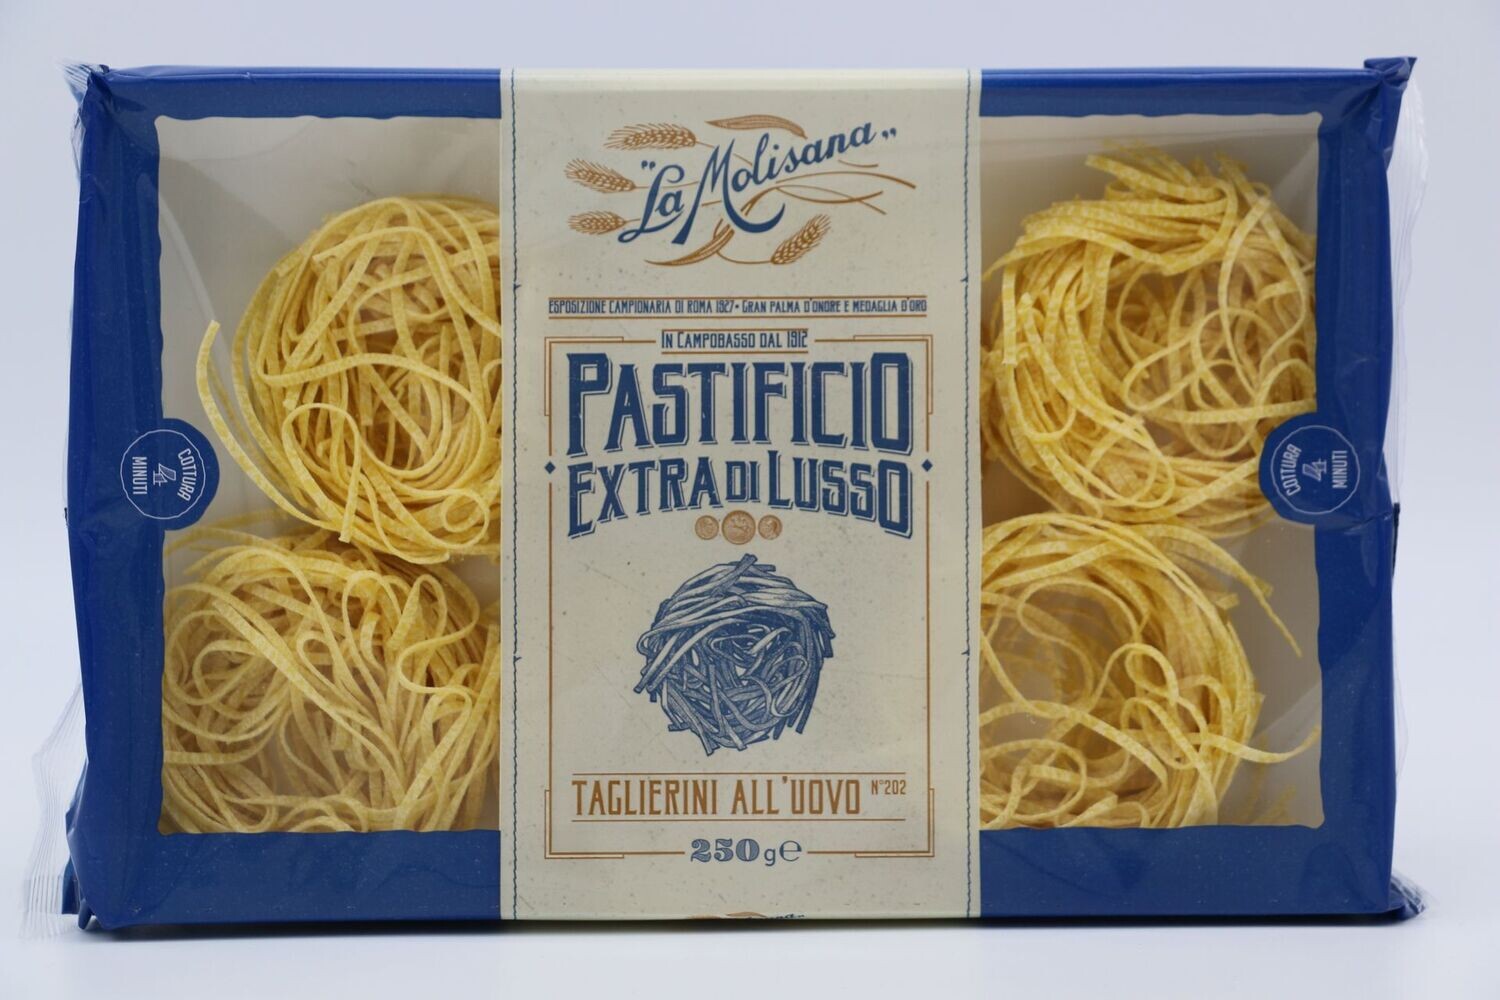 "La Molisana"
ESPOSIZIONE CAMPIONARIA DI ROMA 1927 • GRAN PALMA D'ONORE E MEDAGLIA D'ORO
IN CAMPOBASSO DAL 1912
PASTIFICIO
EXTRA DI LUSSO
TAGLIERINI ALL'UOVO N°202
250g e
COTTURA
4
MINUTI
COTTURA
4
MINUTI